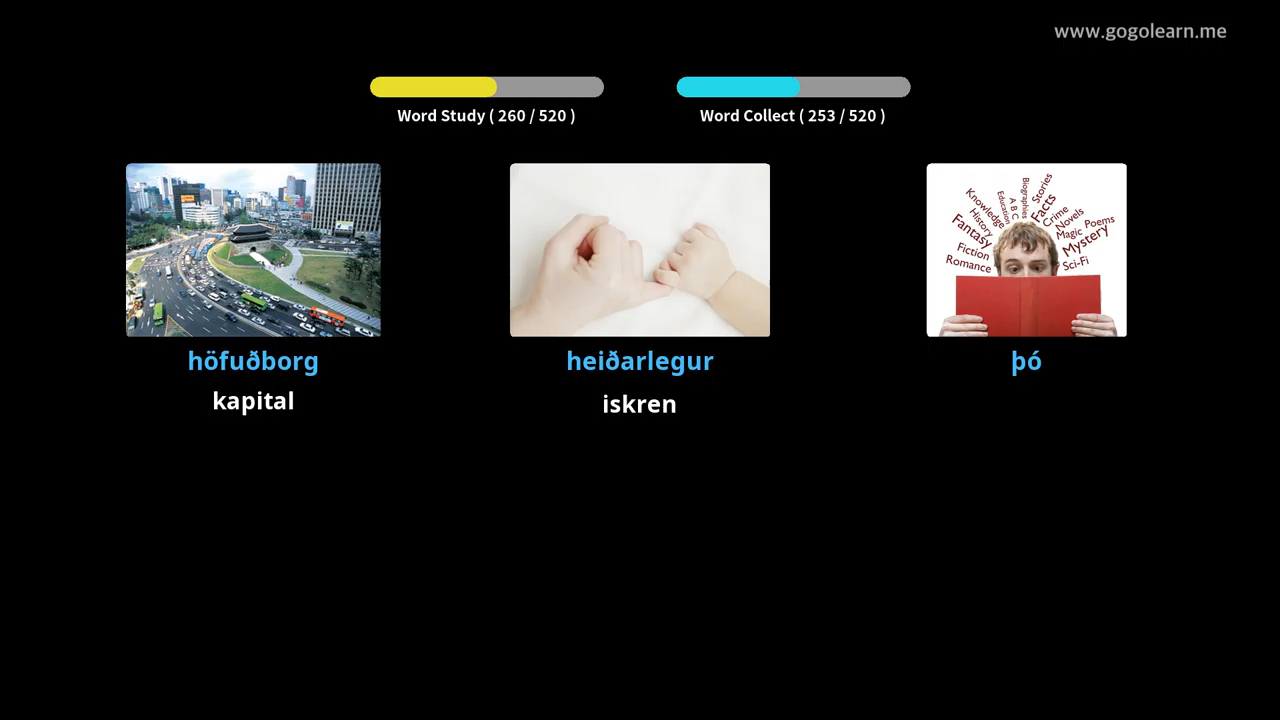 www.gogolearn.me
Word Study ( 260 / 520 )
Word Collect ( 253 / 520 )
Stories
Biographies
Facts
Knowledge
Education
A B C
Crime
Novels
History
Magic
Poems
Fantasy
Mystery
Fiction
Sci-Fi
Romance
höfuðborg
heiðarlegur
þó
kapital
iskren